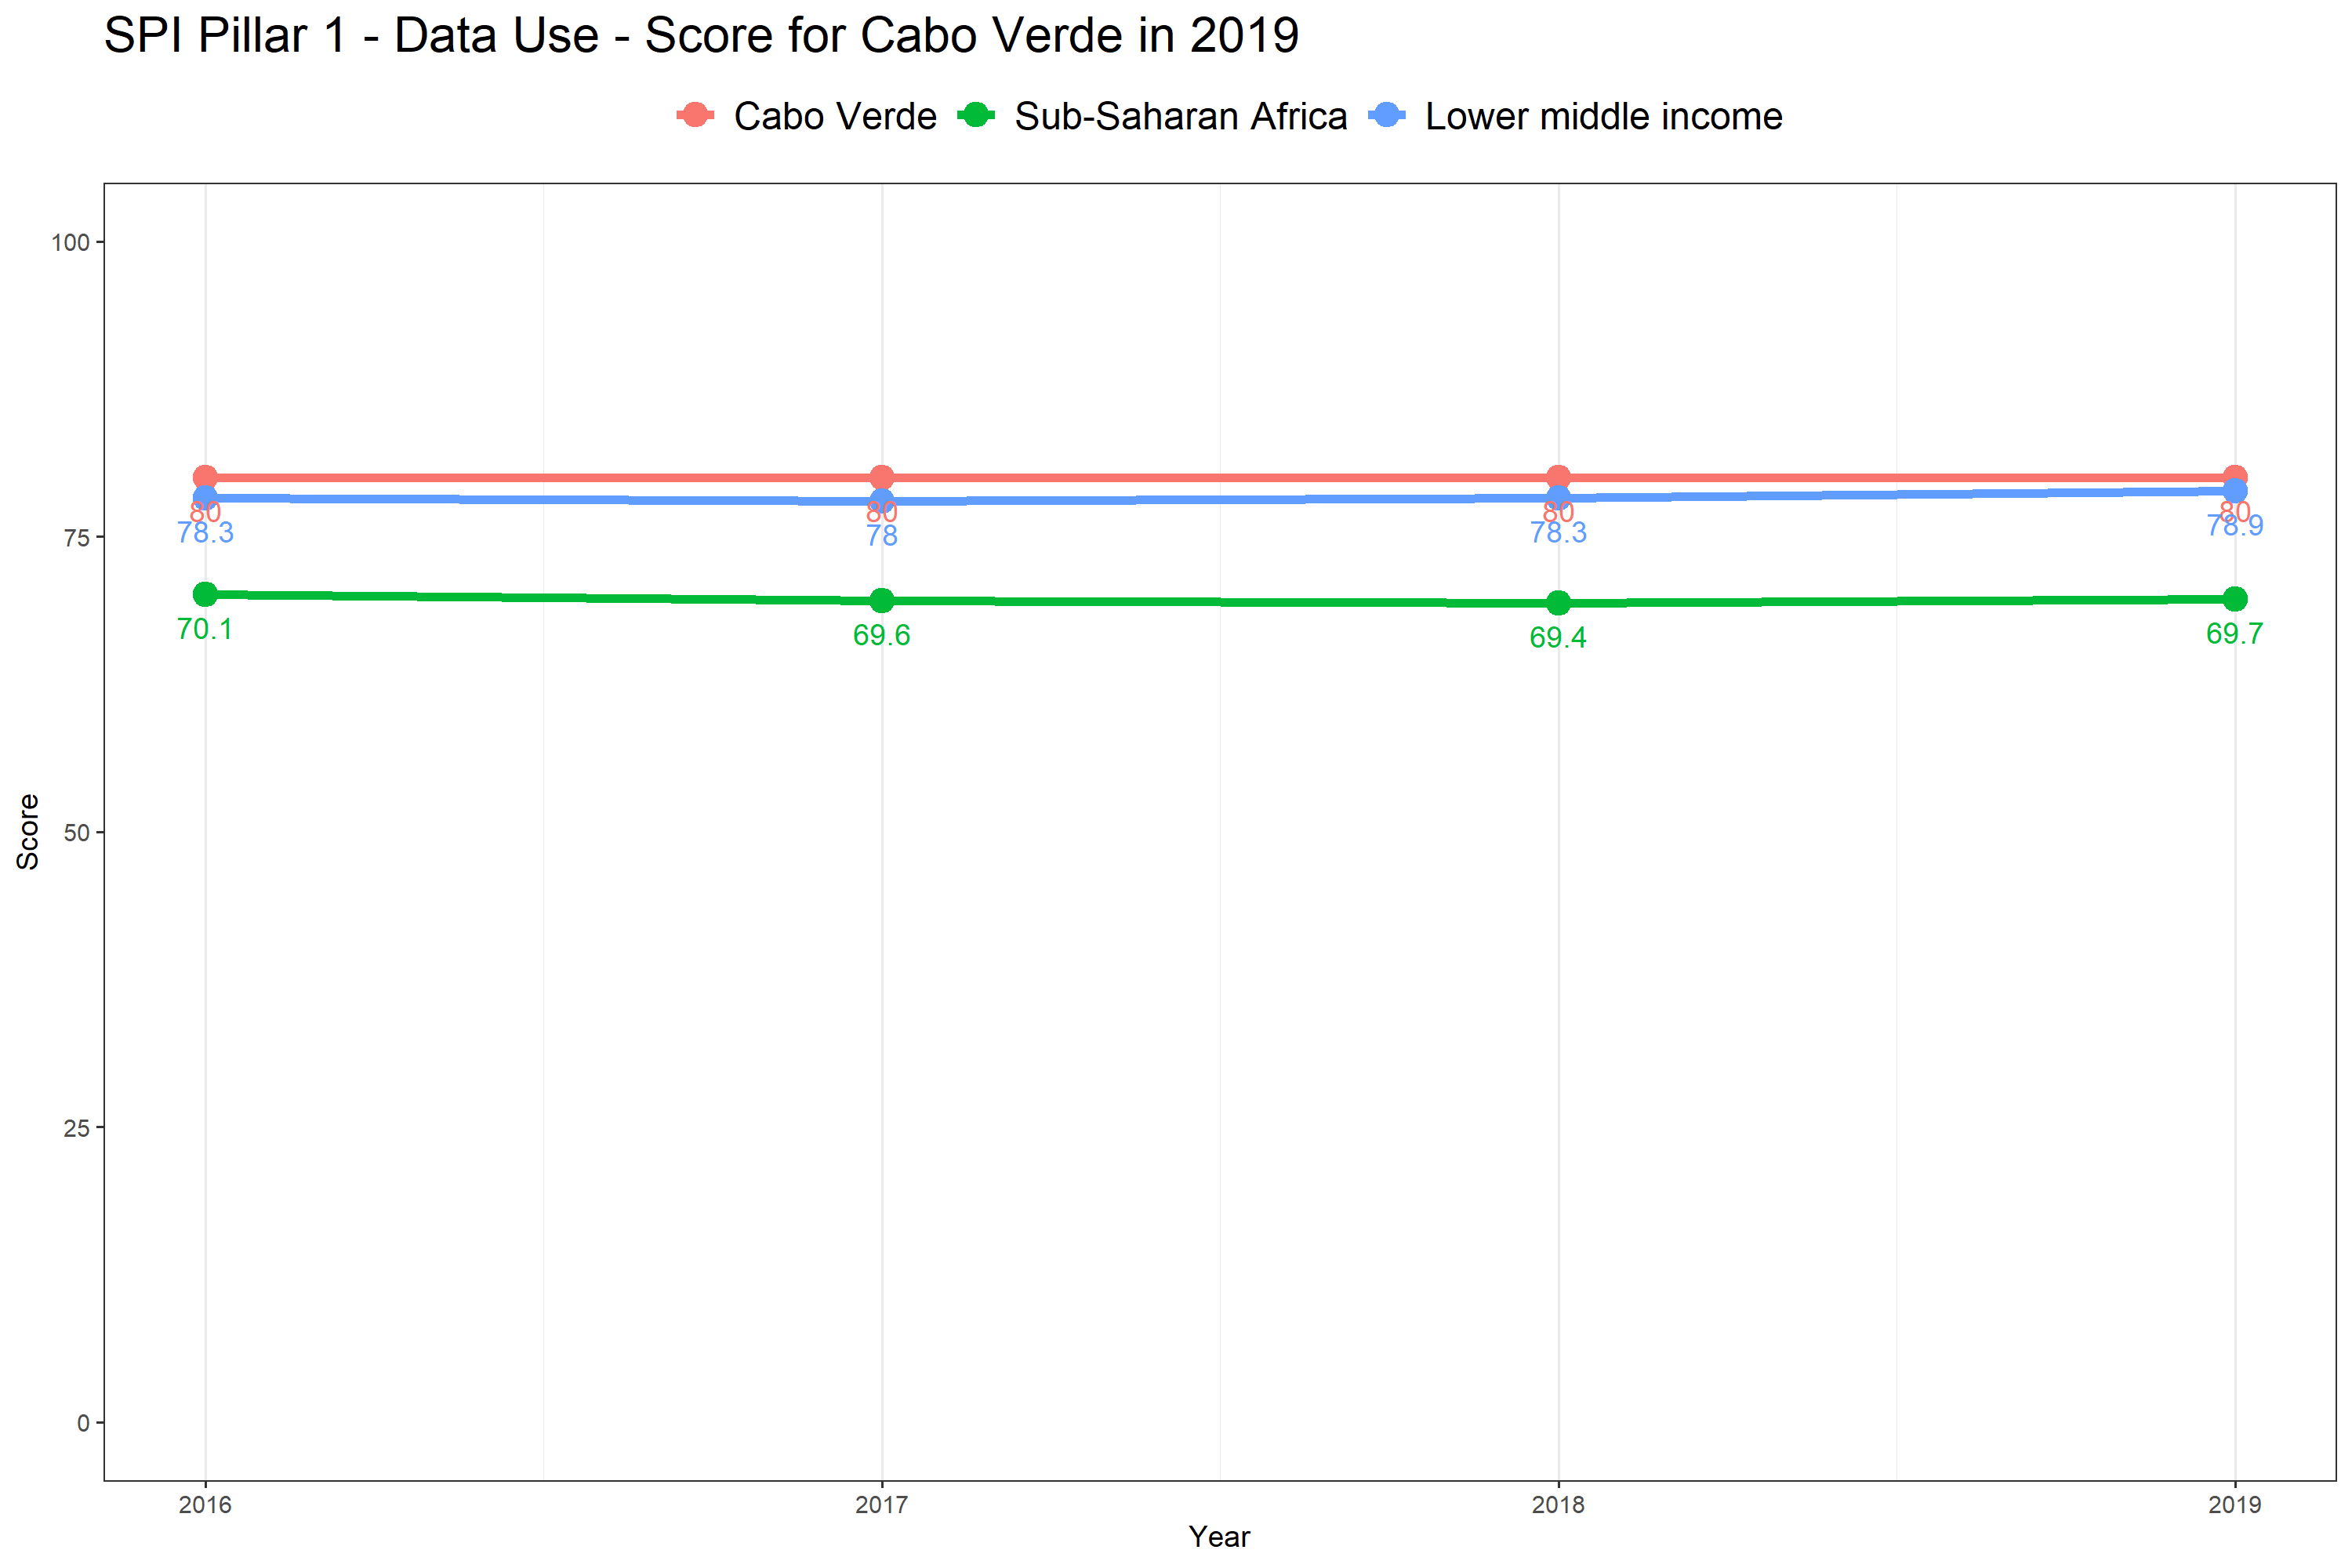 SPI Pillar 1 - Data Use - Score for Cabo Verde in 2019
Cabo Verde Sub-Saharan Africa Lower middle income
100
75
50
25
0
Score
80 80 80 80
78.3 78 78.3 78.9
70.1 69.6 69.4 69.7
2016 2017 2018 2019
Year